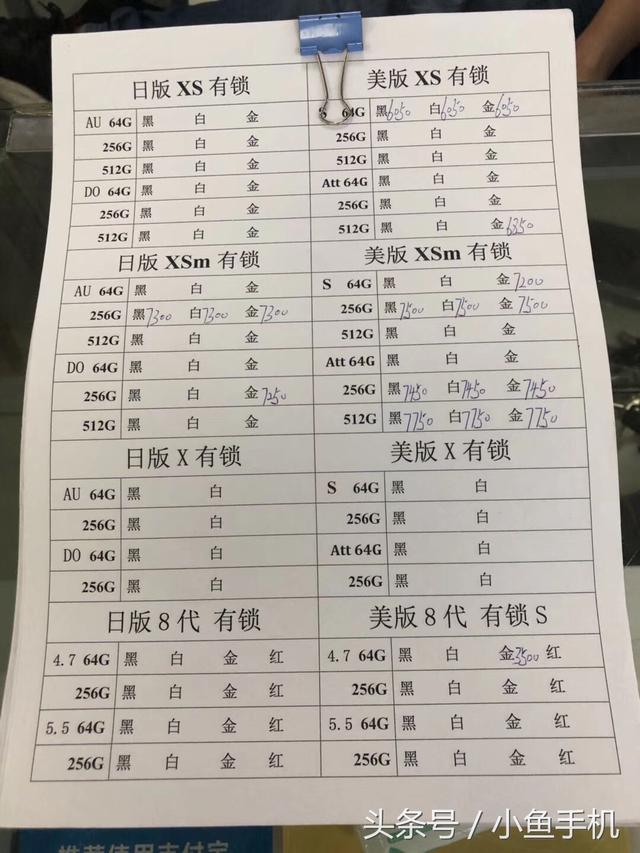 日版 XS 有锁
AU 64G 黑 白 金
256G 黑 白 金
512G 黑 白 金
DO 64G 黑 白 金
256G 黑 白 金
512G 黑 白 金
日版 XSm 有锁
AU 64G 黑 白 金
256G 黑7300 白7300 金7300
512G 黑 白 金
DO 64G 黑 白 金
256G 黑 白 金7250
512G 黑 白 金
日版 X 有锁
AU 64G 黑 白
256G 黑 白
DO 64G 黑 白
256G 黑 白
日版 8 代 有锁
4.7 64G 黑 白 金 红
256G 黑 白 金 红
5.5 64G 黑 白 金 红
256G 黑 白 金 红
美版 XS 有锁
S 64G 黑6050 白6050 金6050
256G 黑 白 金
512G 黑 白 金
Att 64G 黑 白 金
256G 黑 白 金
512G 黑 白 金6350
美版 XSm 有锁
S 64G 黑 白 金7200
256G 黑7500 白7500 金7500
512G 黑 白 金
Att 64G 黑 白 金
256G 黑7450 白7450 金7450
512G 黑7750 白7750 金7750
美版 X 有锁
S 64G 黑 白
256G 黑 白
Att 64G 黑 白
256G 黑 白
美版 8 代 有锁 S
4.7 64G 黑 白 金3500 红
256G 黑 白 金 红
5.5 64G 黑 白 金 红
256G 黑 白 金 红
推荐使用支付宝
头条号 / 小鱼手机